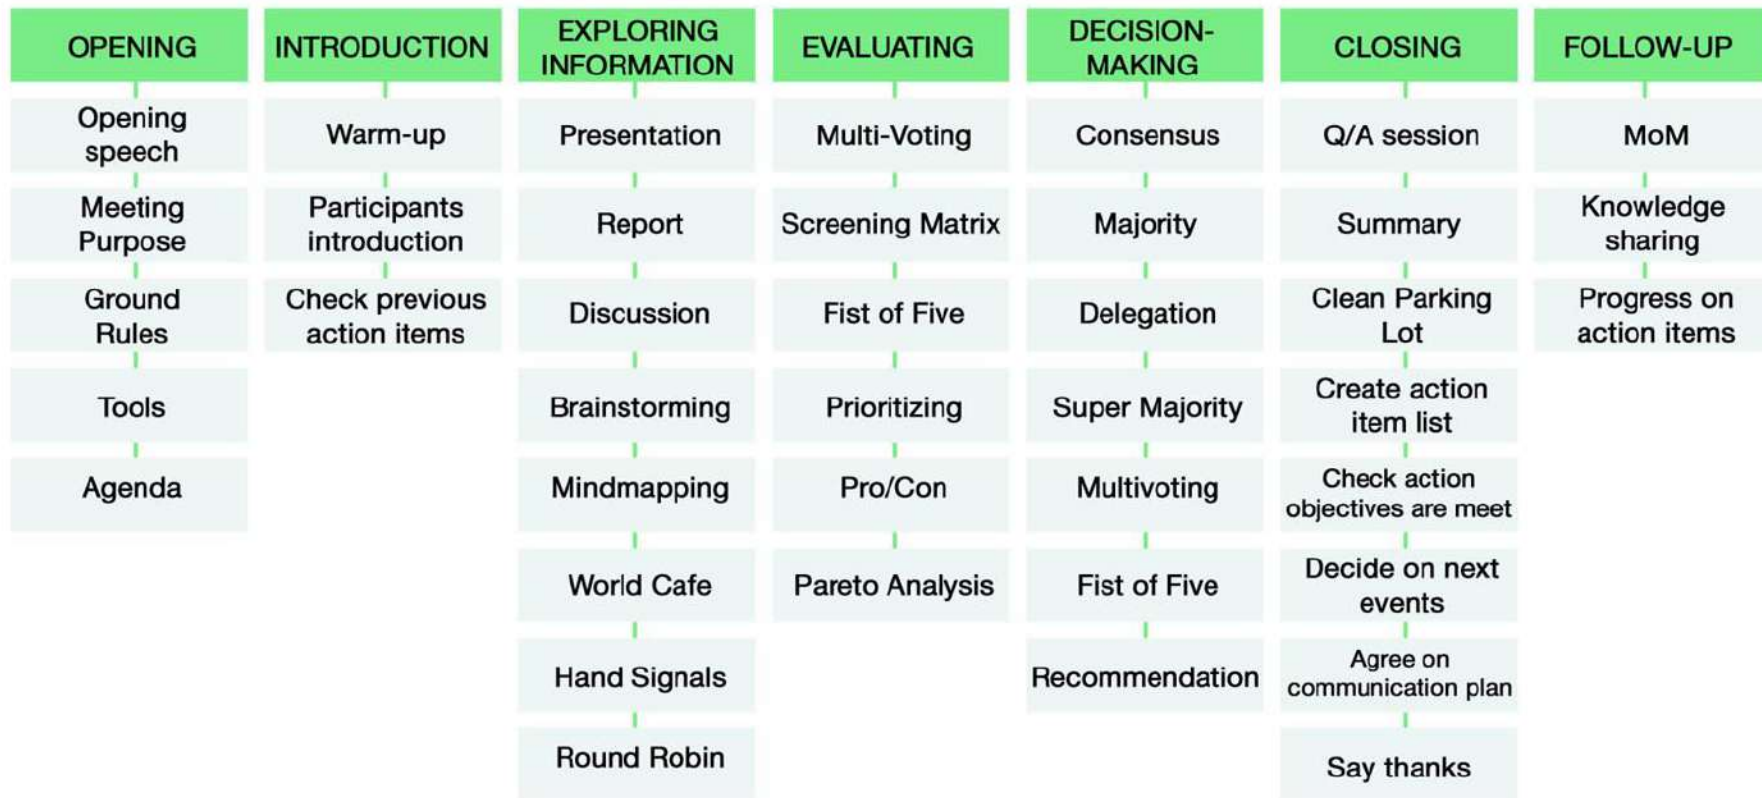 OPENING
Opening
speech
Meeting
Purpose
Ground
Rules
Tools
Agenda
INTRODUCTION
Warm-up
Participants
introduction
Check previous
action items
EXPLORING
INFORMATION
Presentation
Report
Discussion
Brainstorming
Mindmapping
World Cafe
Hand Signals
Round Robin
EVALUATING
Multi-Voting
Screening Matrix
Fist of Five
Prioritizing
Pro/Con
Pareto Analysis
DECISION-
MAKING
Consensus
Majority
Delegation
Super Majority
Multivoting
Fist of Five
Recommendation
CLOSING
Q/A session
Summary
Clean Parking
Lot
Create action
item list
Check action
objectives are meet
Decide on next
events
Agree on
communication plan
Say thanks
FOLLOW-UP
MoM
Knowledge
sharing
Progress on
action items